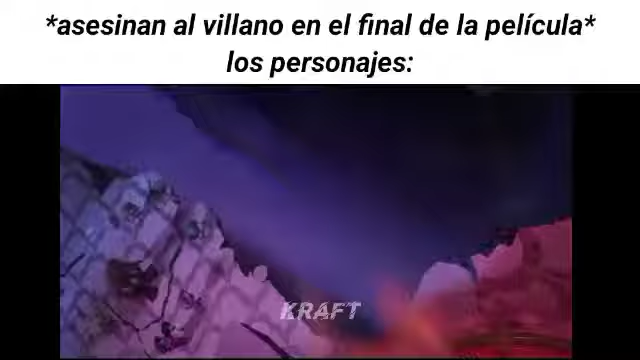 *asesinan al villano en el final de la película*
los personajes:
KRAFT